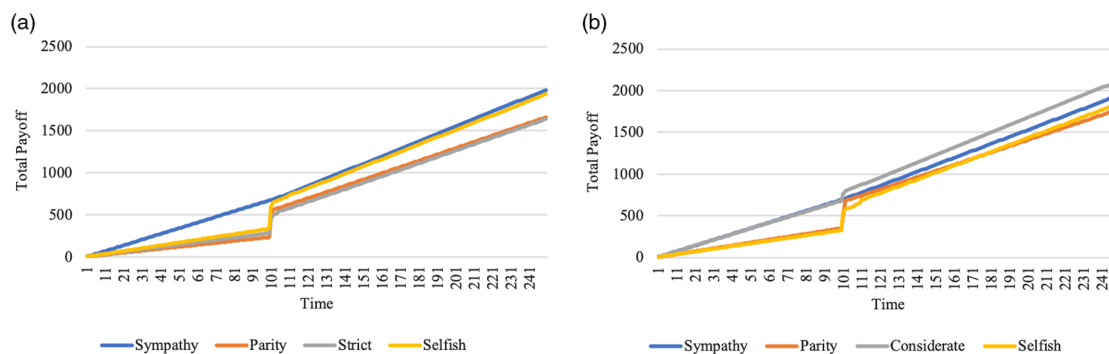 (a)
2500
2000
1500
1000
500
0
Total Payoff
1 11 21 31 41 51 61 71 81 91 101 111 121 131 141 151 161 171 181 191 201 211 221 231 241
Time
Sympathy Parity Strict Selfish
(b)
2500
2000
1500
1000
500
0
Total Payoff
1 11 21 31 41 51 61 71 81 91 101 111 121 131 141 151 161 171 181 191 201 211 221 231 241
Time
Sympathy Parity Considerate Selfish